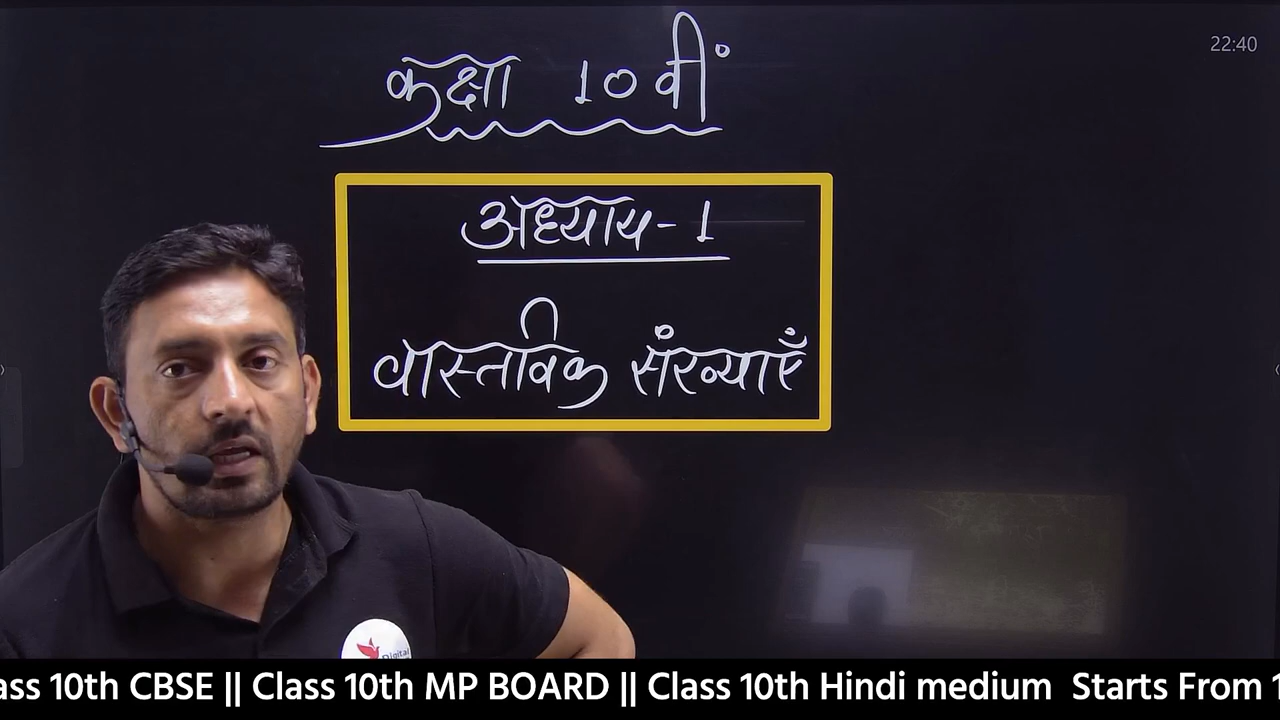 22:40
कक्षा 10वीं
अध्याय-1
वास्तविक संख्याएँ
Digital
ass 10th CBSE || Class 10th MP BOARD || Class 10th Hindi medium Starts From 1